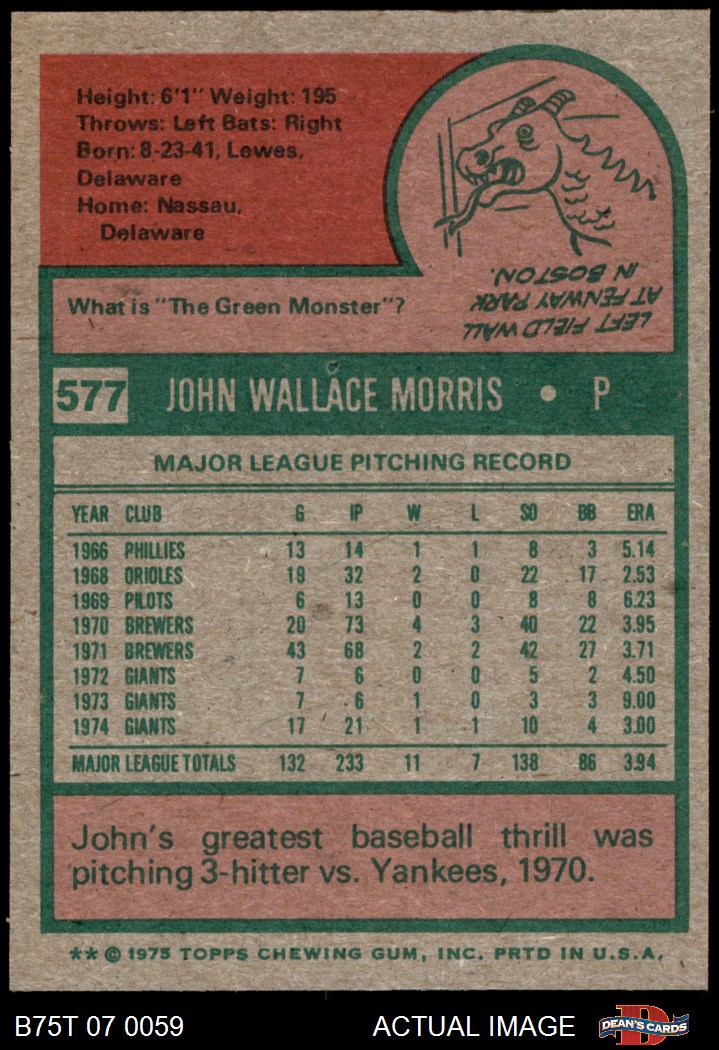 Height: 6'1" Weight: 195
Throws: Left Bats: Right
Born: 8-23-41, Lewes,
Delaware
Home: Nassau,
Delaware
What is "The Green Monster"?
LEFT FIELD WALL
AT FENWAY PARK
IN BOSTON.
577 JOHN WALLACE MORRIS • P
MAJOR LEAGUE PITCHING RECORD
YEAR CLUB G IP W L SO BB ERA
1966 PHILLIES 13 14 1 1 8 3 5.14
1968 ORIOLES 19 32 2 0 22 17 2.53
1969 PILOTS 6 13 0 0 8 8 6.23
1970 BREWERS 20 73 4 3 40 22 3.95
1971 BREWERS 43 68 2 2 42 27 3.71
1972 GIANTS 7 6 0 0 5 2 4.50
1973 GIANTS 7 6 1 0 3 3 9.00
1974 GIANTS 17 21 1 1 10 4 3.00
MAJOR LEAGUE TOTALS 132 233 11 7 138 86 3.94
John's greatest baseball thrill was
pitching 3-hitter vs. Yankees, 1970.
** © 1975 TOPPS CHEWING GUM, INC. PRTD IN U.S.A.
B75T 07 0059 ACTUAL IMAGE D DEAN'S CARDS